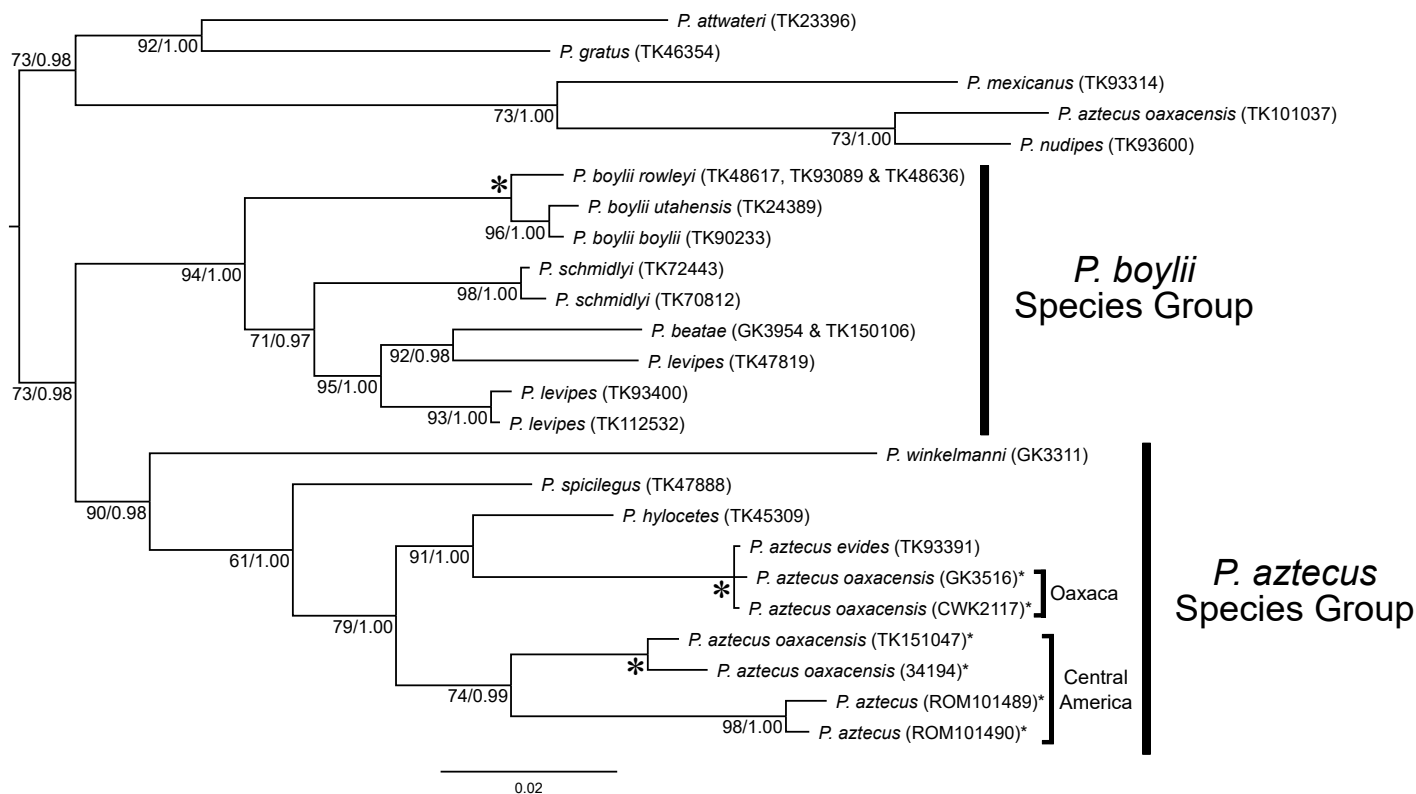 P. attwateri (TK23396)
92/1.00
P. gratus (TK46354)
73/0.98
P. mexicanus (TK93314)
73/1.00
P. aztecus oaxacensis (TK101037)
73/1.00
P. nudipes (TK93600)
*
P. boylii rowleyi (TK48617, TK93089 & TK48636)
P. boylii utahensis (TK24389)
96/1.00
P. boylii boylii (TK90233)
94/1.00
P. schmidlyi (TK72443)
98/1.00
P. schmidlyi (TK70812)
71/0.97
P. beatae (GK3954 & TK150106)
92/0.98
P. levipes (TK47819)
95/1.00
P. levipes (TK93400)
93/1.00
P. levipes (TK112532)
P. boylii
Species Group
73/0.98
P. winkelmanni (GK3311)
90/0.98
P. spicilegus (TK47888)
61/1.00
P. hylocetes (TK45309)
91/1.00
P. aztecus evides (TK93391)
P. aztecus oaxacensis (GK3516)*
*
P. aztecus oaxacensis (CWK2117)*
Oaxaca
79/1.00
P. aztecus oaxacensis (TK151047)*
*
P. aztecus oaxacensis (34194)*
74/0.99
P. aztecus (ROM101489)*
98/1.00
P. aztecus (ROM101490)*
Central
America
P. aztecus
Species Group
0.02